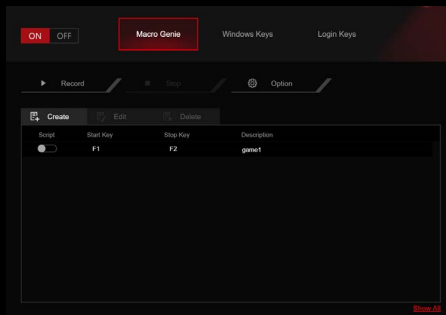 ON OFF Macro Genie Windows Keys Login Keys
Record Stop Option
Create Edit Delete
Script Start Key Stop Key Description
F1 F2 game1
Show All